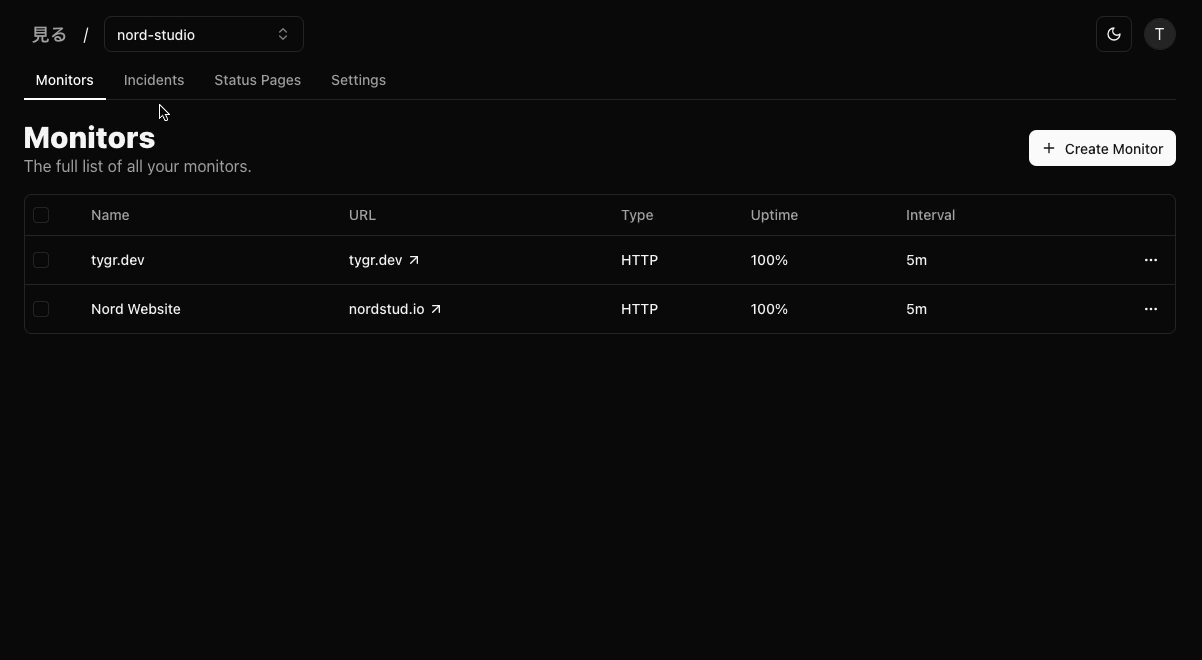 見る / nord-studio T
Monitors Incidents Status Pages Settings
Monitors
The full list of all your monitors.
+ Create Monitor
Name URL Type Uptime Interval
tygr.dev tygr.dev HTTP 100% 5m
Nord Website nordstud.io HTTP 100% 5m